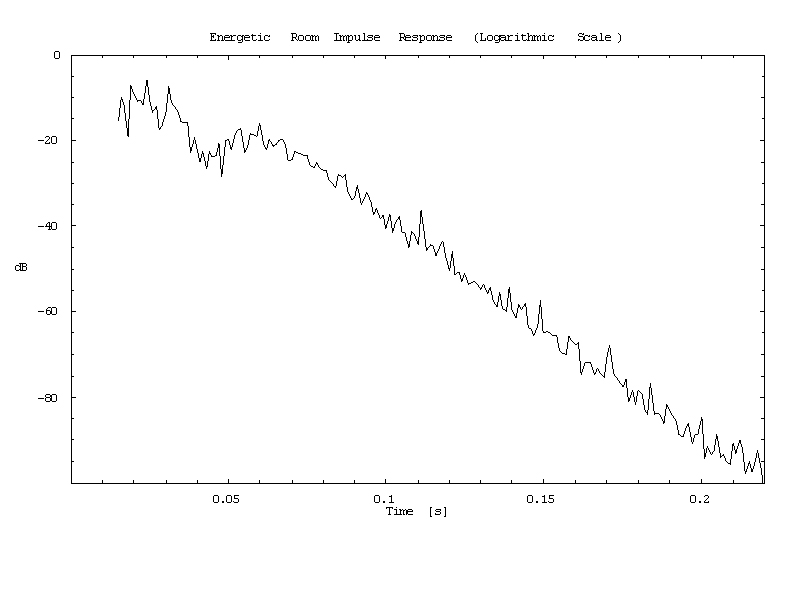 Energetic Room Impulse Response (Logarithmic Scale)
0
-20
-40
dB
-60
-80
0.05 0.1 0.15 0.2
Time [s]